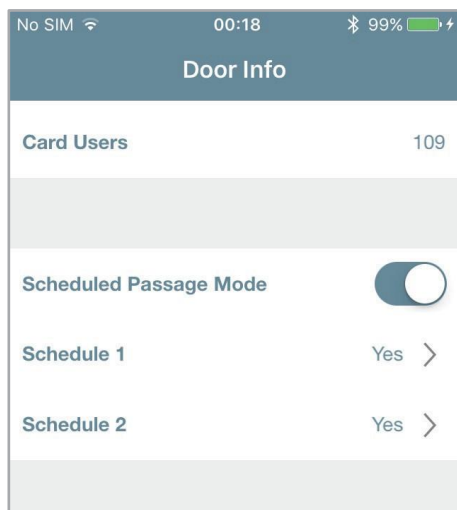 No SIM 00:18 99%
Door Info
Card Users 109
Scheduled Passage Mode
Schedule 1 Yes
Schedule 2 Yes